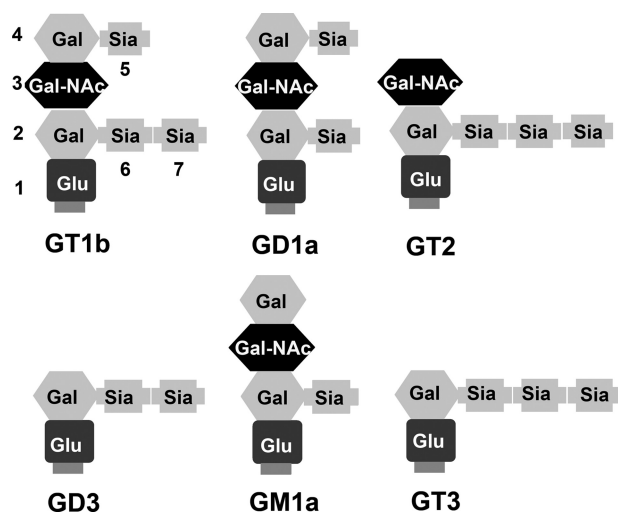 4 Gal Sia Gal Sia
5
3 Gal-NAc Gal-NAc Gal-NAc
2 Gal Sia Sia Gal Sia Gal Sia Sia Sia
6 7
1 Glu Glu Glu
GT1b GD1a GT2
Gal
Gal-NAc
Gal Sia Sia Gal Sia Gal Sia Sia Sia
Glu Glu Glu
GD3 GM1a GT3